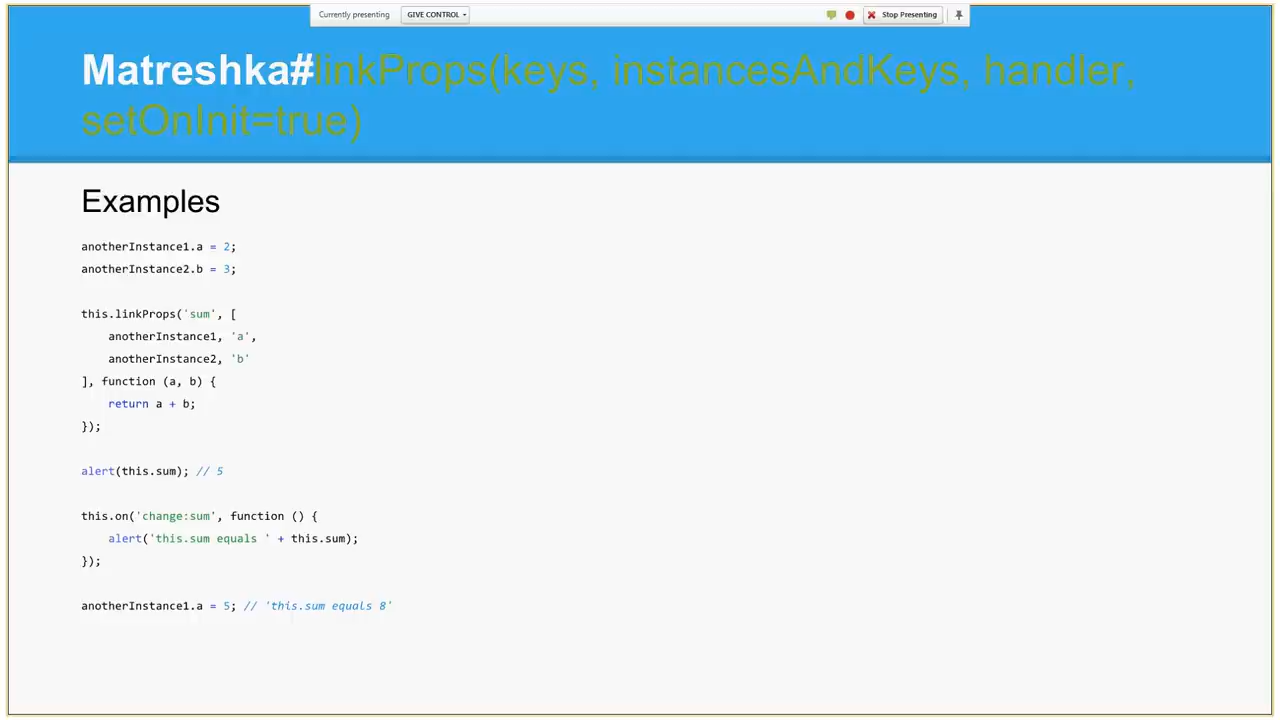 Currently presenting GIVE CONTROL Stop Presenting
Matreshka#linkProps(keys, instancesAndKeys, handler,
setOnInit=true)
Examples
anotherInstance1.a = 2;
anotherInstance2.b = 3;
this.linkProps('sum', [
anotherInstance1, 'a',
anotherInstance2, 'b'
], function (a, b) {
return a + b;
});
alert(this.sum); // 5
this.on('change:sum', function () {
alert('this.sum equals ' + this.sum);
});
anotherInstance1.a = 5; // 'this.sum equals 8'